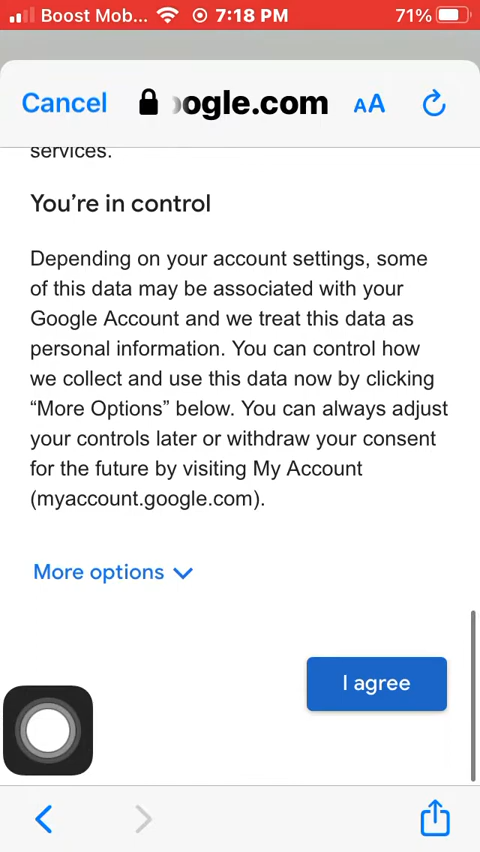 Boost Mob... 7:18 PM 71%
Cancel ogle.com AA
services.
You’re in control
Depending on your account settings, some
of this data may be associated with your
Google Account and we treat this data as
personal information. You can control how
we collect and use this data now by clicking
“More Options” below. You can always adjust
your controls later or withdraw your consent
for the future by visiting My Account
(myaccount.google.com).
More options
I agree